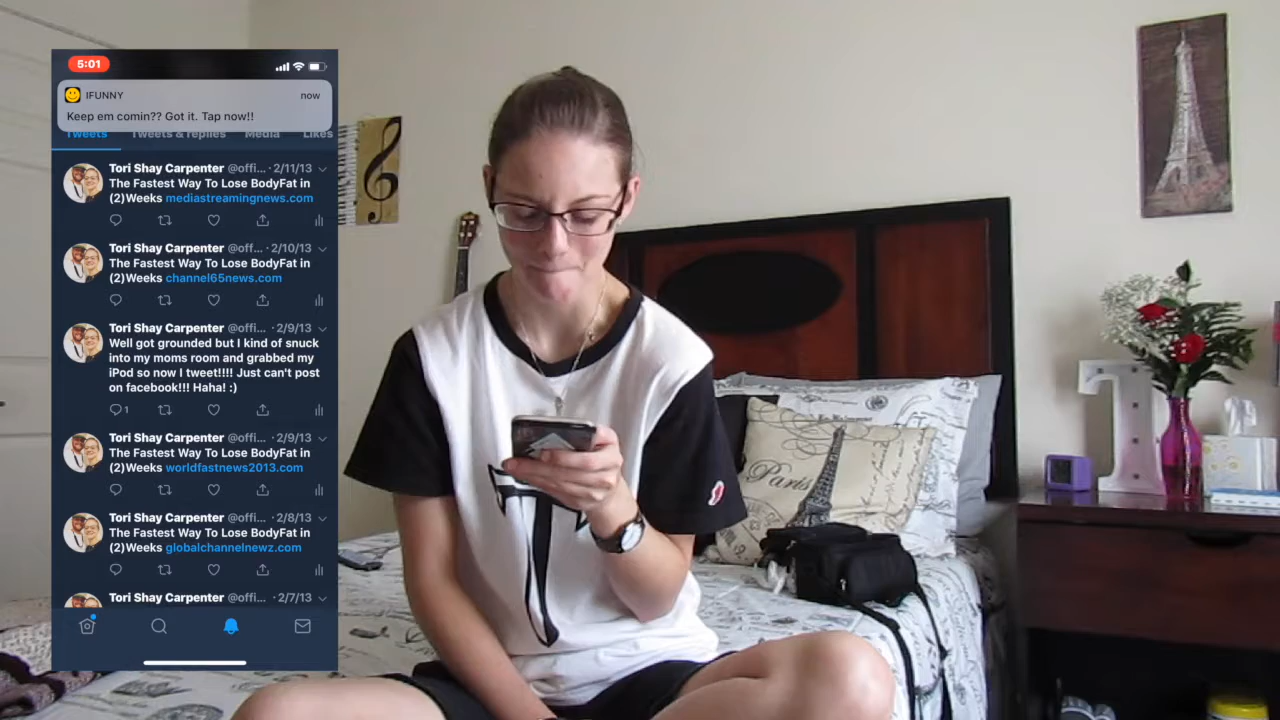 5:01
IFUNNY now
Keep em comin?? Got it. Tap now!!
Tweets Tweets & replies Media Likes
Tori Shay Carpenter @offi... · 2/11/13
The Fastest Way To Lose BodyFat in
(2)Weeks mediastreamingnews.com
Tori Shay Carpenter @offi... · 2/10/13
The Fastest Way To Lose BodyFat in
(2)Weeks channel65news.com
Tori Shay Carpenter @offi... · 2/9/13
Well got grounded but I kind of snuck
into my moms room and grabbed my
iPod so now I tweet!!!! Just can't post
on facebook!!! Haha! :)
1
Tori Shay Carpenter @offi... · 2/9/13
The Fastest Way To Lose BodyFat in
(2)Weeks worldfastnews2013.com
Tori Shay Carpenter @offi... · 2/8/13
The Fastest Way To Lose BodyFat in
(2)Weeks globalchannelnewz.com
Tori Shay Carpenter @offi... · 2/7/13
Paris
T